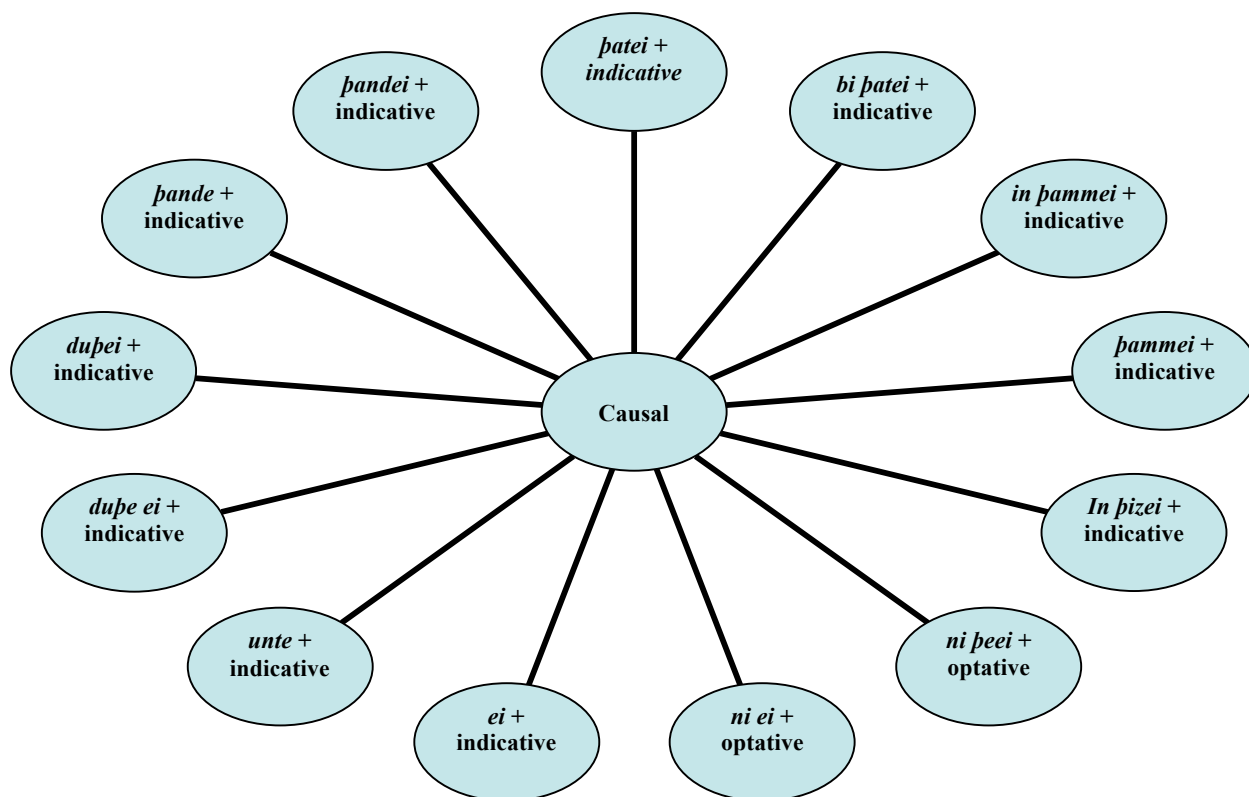 þatei +
indicative
þandei +
indicative
bi þatei +
indicative
þande +
indicative
in þammei +
indicative
duþei +
indicative
þammei +
indicative
Causal
duþe ei +
indicative
In þizei +
indicative
unte +
indicative
ni þeei +
optative
ei +
indicative
ni ei +
optative